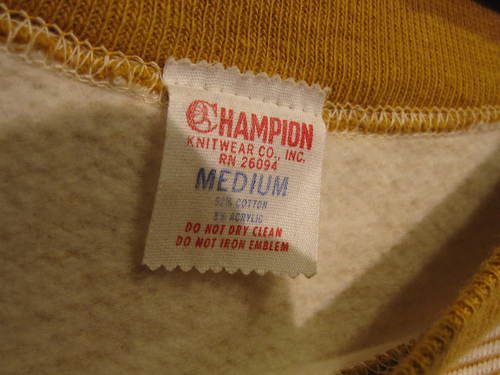 CHAMPION
KNITWEAR CO., INC.
RN 26094
MEDIUM
COTTON
ACRYLIC
DO NOT DRY CLEAN
DO NOT IRON EMBLEM